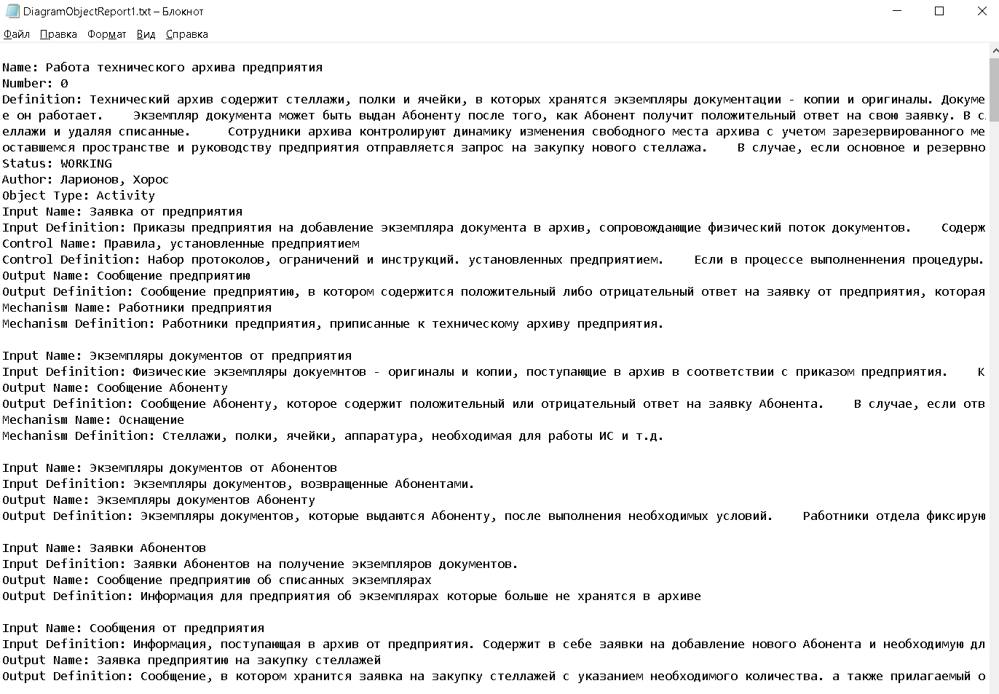 DiagramObjectReport1.txt – Блокнот
Файл Правка Формат Вид Справка
Name: Работа технического архива предприятия
Number: 0
Definition: Технический архив содержит стеллажи, полки и ячейки, в которых хранятся экземпляры документации - копии и оригиналы. Докуме
е он работает. Экземпляр документа может быть выдан Абоненту после того, как Абонент получит положительный ответ на свою заявку. В с
еллажи и удаляя списанные. Сотрудники архива контролируют динамику изменения свободного места архива с учетом зарезервированного ме
оставшемся пространстве и руководству предприятия отправляется запрос на закупку нового стеллажа. В случае, если основное и резервно
Status: WORKING
Author: Ларионов, Хорос
Object Type: Activity
Input Name: Заявка от предприятия
Input Definition: Приказы предприятия на добавление экземпляра документа в архив, сопровождающие физический поток документов. Содерж
Control Name: Правила, установленные предприятием
Control Definition: Набор протоколов, ограничений и инструкций. установленных предприятием. Если в процессе выполненнения процедуры.
Output Name: Сообщение предприятию
Output Definition: Сообщение предприятию, в котором содержится положительный либо отрицательный ответ на заявку от предприятия, которая
Mechanism Name: Работники предприятия
Mechanism Definition: Работники предприятия, приписанные к техническому архиву предприятия.
Input Name: Экземпляры документов от предприятия
Input Definition: Физические экземпляры докуемнтов - оригиналы и копии, поступающие в архив в соответствии с приказом предприятия. К
Output Name: Сообщение Абоненту
Output Definition: Сообщение Абоненту, которое содержит положительный или отрицательный ответ на заявку Абонента. В случае, если отв
Mechanism Name: Оснащение
Mechanism Definition: Стеллажи, полки, ячейки, аппаратура, необходимая для работы ИС и т.д.
Input Name: Экземпляры документов от Абонентов
Input Definition: Экземпляры документов, возвращенные Абонентами.
Output Name: Экземпляры документов Абоненту
Output Definition: Экземпляры документов, которые выдаются Абоненту, после выполнения необходимых условий. Работники отдела фиксирую
Input Name: Заявки Абонентов
Input Definition: Заявки Абонентов на получение экземпляров документов.
Output Name: Сообщение предприятию об списанных экземплярах
Output Definition: Информация для предприятия об экземплярах которые больше не хранятся в архиве
Input Name: Сообщения от предприятия
Input Definition: Информация, поступающая в архив от предприятия. Содержит в себе заявки на добавление нового Абонента и необходимую дл
Output Name: Заявка предприятию на закупку стеллажей
Output Definition: Сообщение, в котором хранится заявка на закупку стеллажей с указанием необходимого количества. а также прилагаемый о